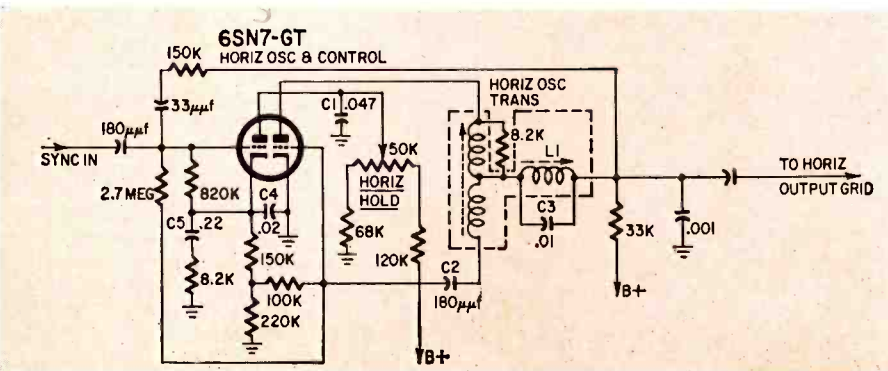 6SN7-GT
HORIZ OSC & CONTROL
150K
33µµf
180µµf
SYNC IN
2.7 MEG
820K
C5
.22
8.2K
C4
.02
150K
100K
220K
C1
.047
50K
HORIZ
HOLD
68K
120K
B+
C2
180µµf
HORIZ OSC
TRANS
8.2K
L1
C3
.01
33K
B+
.001
TO HORIZ
OUTPUT GRID